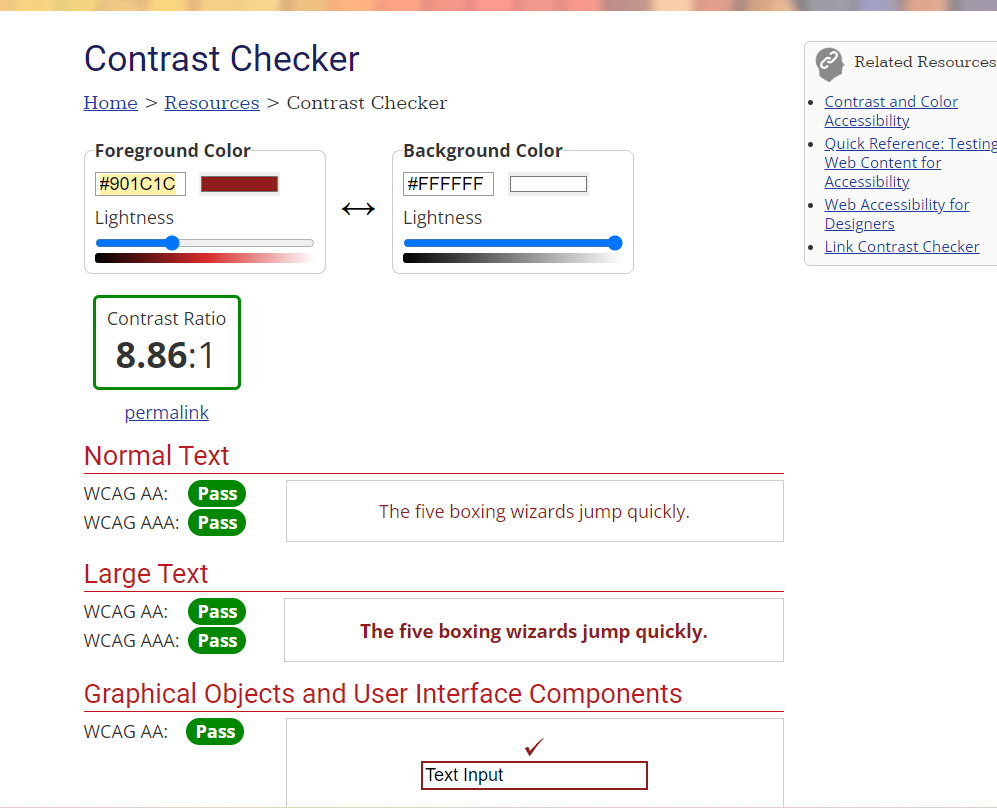 Contrast Checker
Home > Resources > Contrast Checker
Foreground Color
#901C1C
Lightness
Background Color
#FFFFFF
Lightness
Contrast Ratio
8.86:1
permalink
Normal Text
WCAG AA: Pass
WCAG AAA: Pass
The five boxing wizards jump quickly.
Large Text
WCAG AA: Pass
WCAG AAA: Pass
The five boxing wizards jump quickly.
Graphical Objects and User Interface Components
WCAG AA: Pass
Text Input
Related Resources
Contrast and Color
Accessibility
Quick Reference: Testing
Web Content for
Accessibility
Web Accessibility for
Designers
Link Contrast Checker